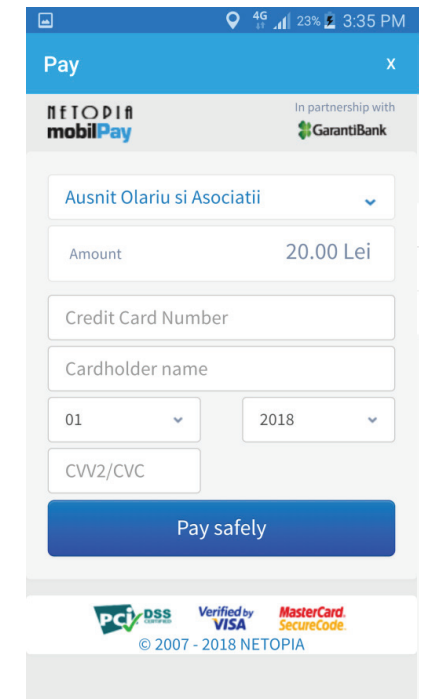 4G 23% 3:35 PM
Pay x
NETOPIA
mobilPay
In partnership with
GarantiBank
Ausnit Olariu si Asociatii
Amount 20.00 Lei
Credit Card Number
Cardholder name
01 2018
CVV2/CVC
Pay safely
PCI DSS CERTIFIED Verified by VISA MasterCard. SecureCode.
© 2007 - 2018 NETOPIA